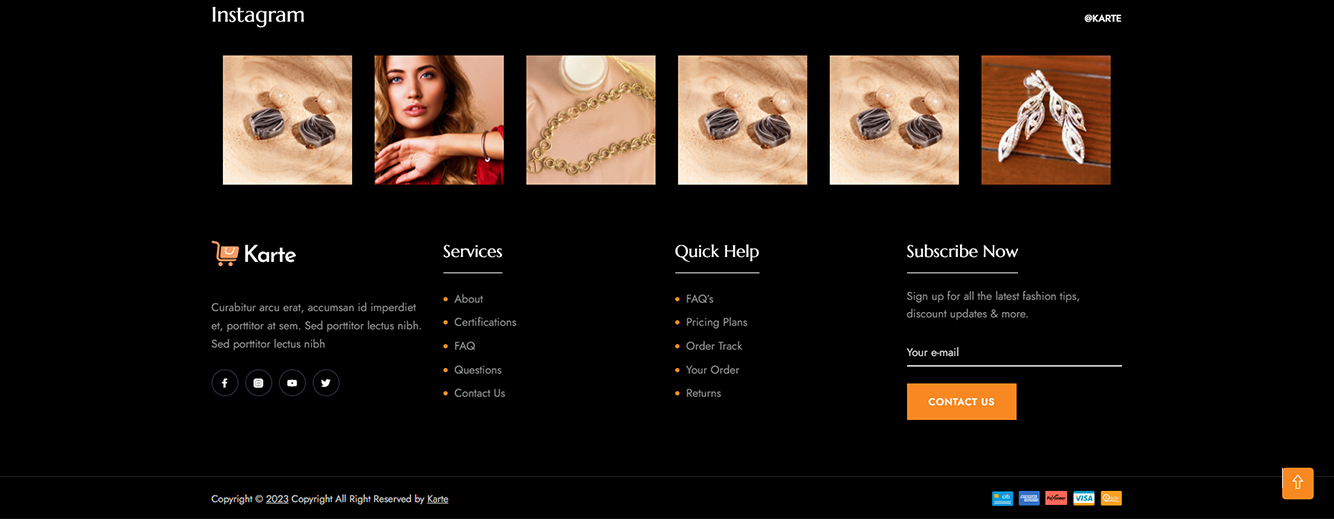 Instagram
@KARTE
Karte
Curabitur arcu erat, accumsan id imperdiet
et, porttitor at sem. Sed porttitor lectus nibh.
Sed porttitor lectus nibh
Services
About
Certifications
FAQ
Questions
Contact Us
Quick Help
FAQ's
Pricing Plans
Order Track
Your Order
Returns
Subscribe Now
Sign up for all the latest fashion tips,
discount updates & more.
Your e-mail
CONTACT US
Copyright © 2023 Copyright All Right Reserved by Karte
citi
VISA